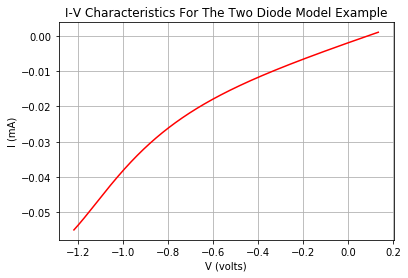 I-V Characteristics For The Two Diode Model Example
0.00
−0.01
−0.02
−0.03
−0.04
−0.05
I (mA)
−1.2 −1.0 −0.8 −0.6 −0.4 −0.2 0.0 0.2
V (volts)